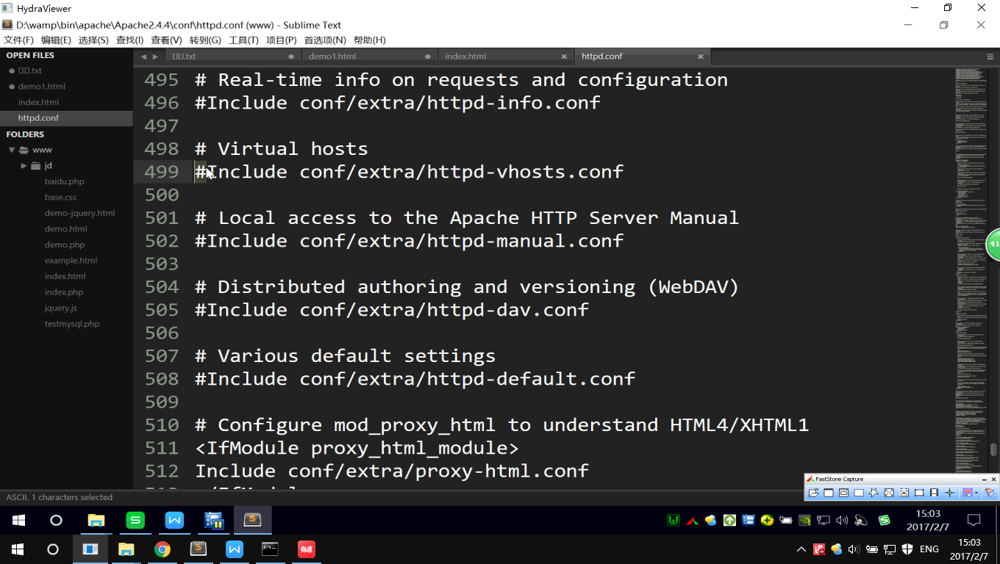 HydraViewer
D:\wamp\bin\apache\Apache2.4.4\conf\httpd.conf (www) - Sublime Text
文件(F) 编辑(E) 选择(S) 查找(I) 查看(V) 转到(G) 工具(T) 项目(P) 首选项(N) 帮助(H)
OPEN FILES
.txt
demo1.html
index.html
httpd.conf
FOLDERS
www
jd
baidu.php
base.css
demo-jquery.html
demo.html
demo.php
example.html
index.html
index.php
jquery.js
testmysql.php
.txt
demo1.html
index.html
httpd.conf
495 # Real-time info on requests and configuration
496 #Include conf/extra/httpd-info.conf
497
498 # Virtual hosts
499 #Include conf/extra/httpd-vhosts.conf
500
501 # Local access to the Apache HTTP Server Manual
502 #Include conf/extra/httpd-manual.conf
503
504 # Distributed authoring and versioning (WebDAV)
505 #Include conf/extra/httpd-dav.conf
506
507 # Various default settings
508 #Include conf/extra/httpd-default.conf
509
510 # Configure mod_proxy_html to understand HTML4/XHTML1
511 <IfModule proxy_html_module>
512 Include conf/extra/proxy-html.conf
41
FastStone Capture
ASCII, 1 characters selected
15:03
2017/2/7
有道
ENG
15:03
2017/2/7